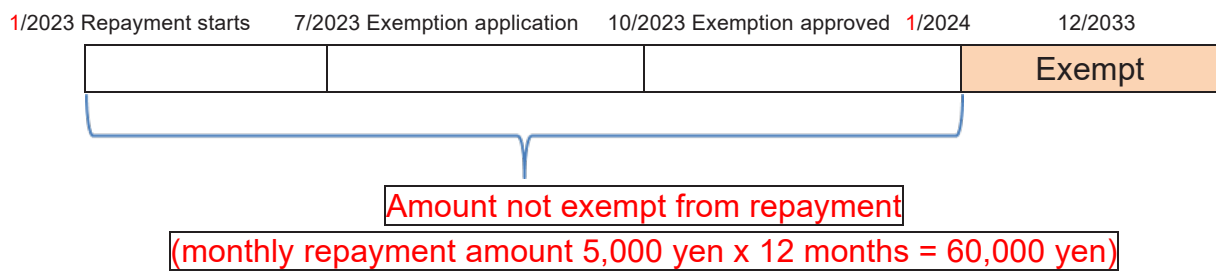 1/2023 Repayment starts 7/2023 Exemption application 10/2023 Exemption approved 1/2024 12/2033
Exempt
Amount not exempt from repayment
(monthly repayment amount 5,000 yen x 12 months = 60,000 yen)